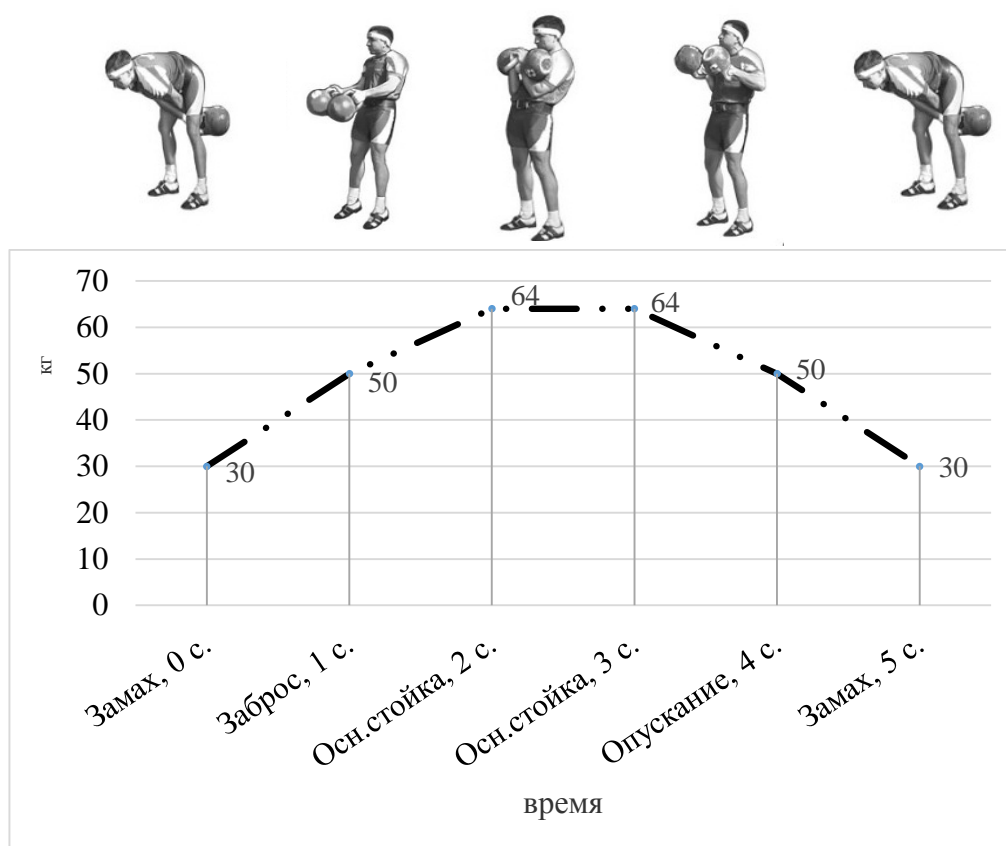 70
60
50
40
30
20
10
0
кг
30
50
64
64
50
30
Замах, 0 с.
Заброс, 1 с.
Осн.стойка, 2 с.
Осн.стойка, 3 с.
Опускание, 4 с.
Замах, 5 с.
время